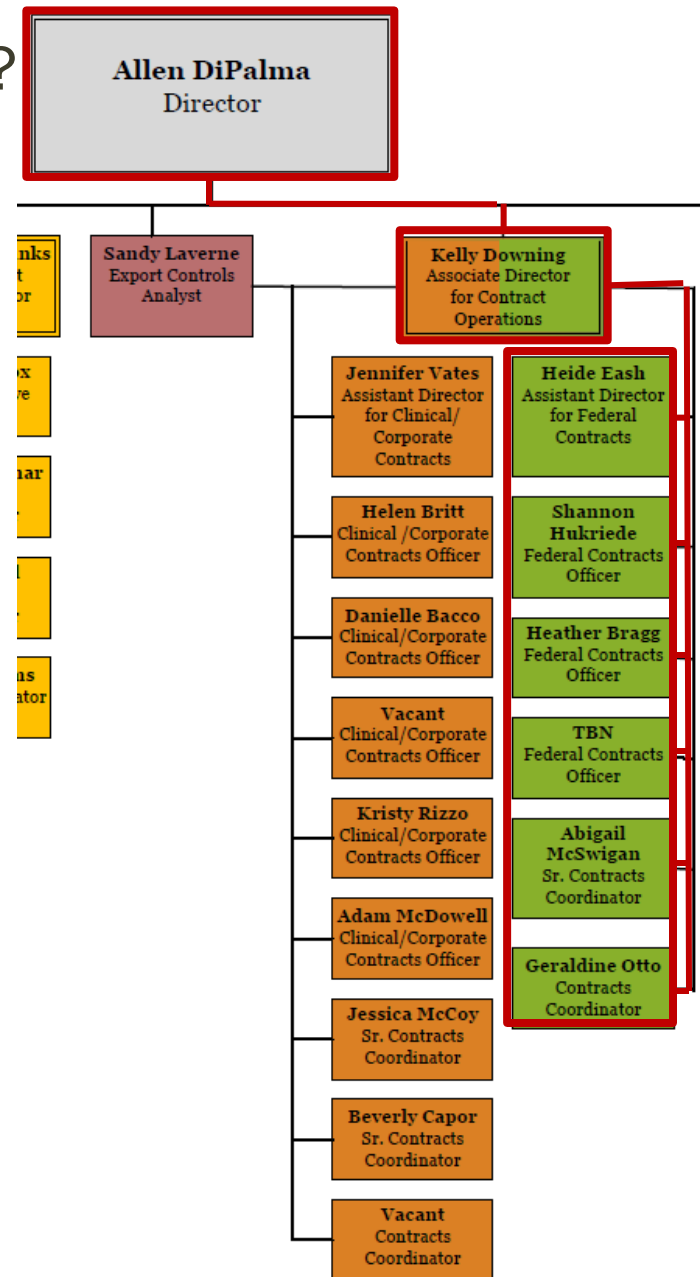 ?
Allen DiPalma
Director
Sandy Laverne
Export Controls
Analyst
Kelly Downing
Associate Director
for Contract
Operations
Jennifer Vates
Assistant Director
for Clinical/
Corporate
Contracts
Helen Britt
Clinical /Corporate
Contracts Officer
Danielle Bacco
Clinical/Corporate
Contracts Officer
Vacant
Clinical/Corporate
Contracts Officer
Kristy Rizzo
Clinical/Corporate
Contracts Officer
Adam McDowell
Clinical/Corporate
Contracts Officer
Jessica McCoy
Sr. Contracts
Coordinator
Beverly Capor
Sr. Contracts
Coordinator
Vacant
Contracts
Coordinator
Heide Eash
Assistant Director
for Federal
Contracts
Shannon
Hukriede
Federal Contracts
Officer
Heather Bragg
Federal Contracts
Officer
TBN
Federal Contracts
Officer
Abigail
McSwigan
Sr. Contracts
Coordinator
Geraldine Otto
Contracts
Coordinator